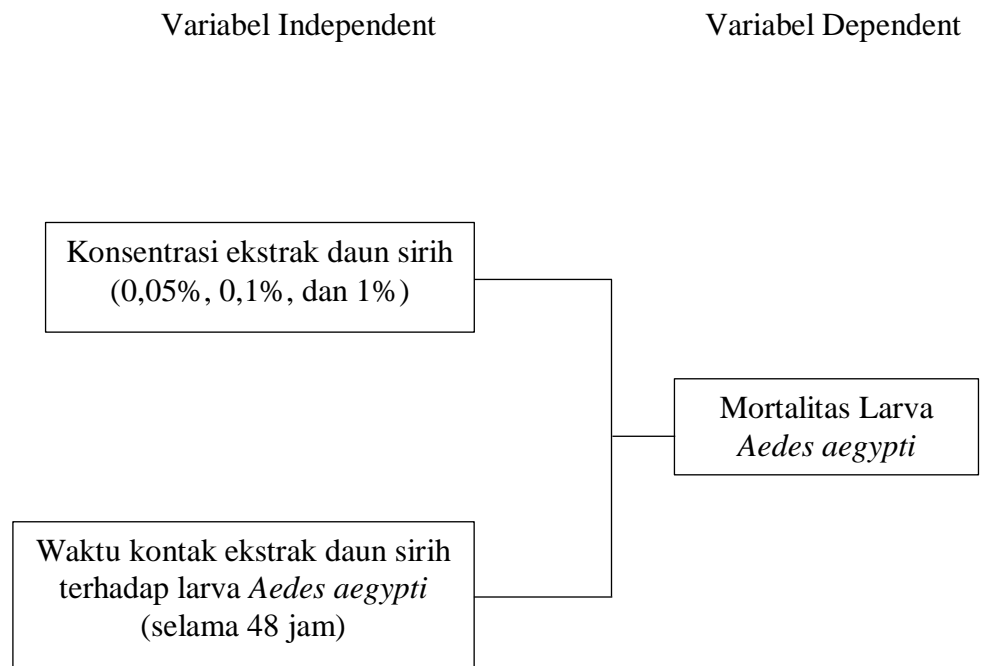 Variabel Independent
Variabel Dependent
Konsentrasi ekstrak daun sirih
(0,05%, 0,1%, dan 1%)
Mortalitas Larva
Aedes aegypti
Waktu kontak ekstrak daun sirih
terhadap larva Aedes aegypti
(selama 48 jam)